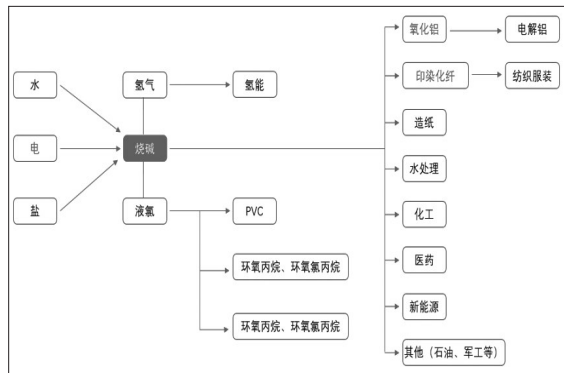 氧化铝
电解铝
水
氢气
氢能
印染化纤
纺织服装
造纸
电
烧碱
水处理
盐
液氯
PVC
化工
环氧丙烷、环氧氯丙烷
医药
新能源
环氧丙烷、环氧氯丙烷
其他（石油、军工等）